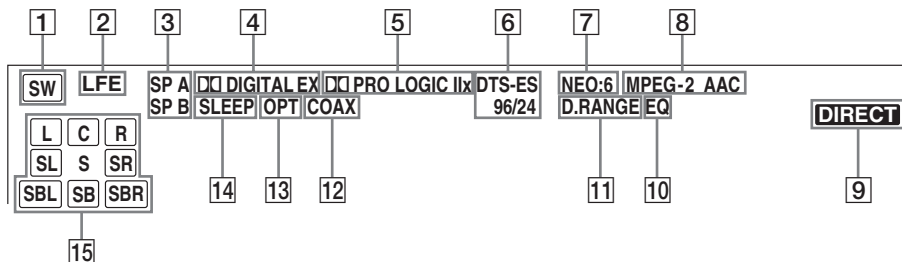 1 2 3 4 5 6 7 8
SW LFE SP A DIGITAL EX PRO LOGIC IIx DTS-ES NEO:6 MPEG-2 AAC
SP B SLEEP OPT COAX 96/24 D.RANGE EQ DIRECT
L C R
SL S SR
SBL SB SBR
14 13 12 11 10 9
15